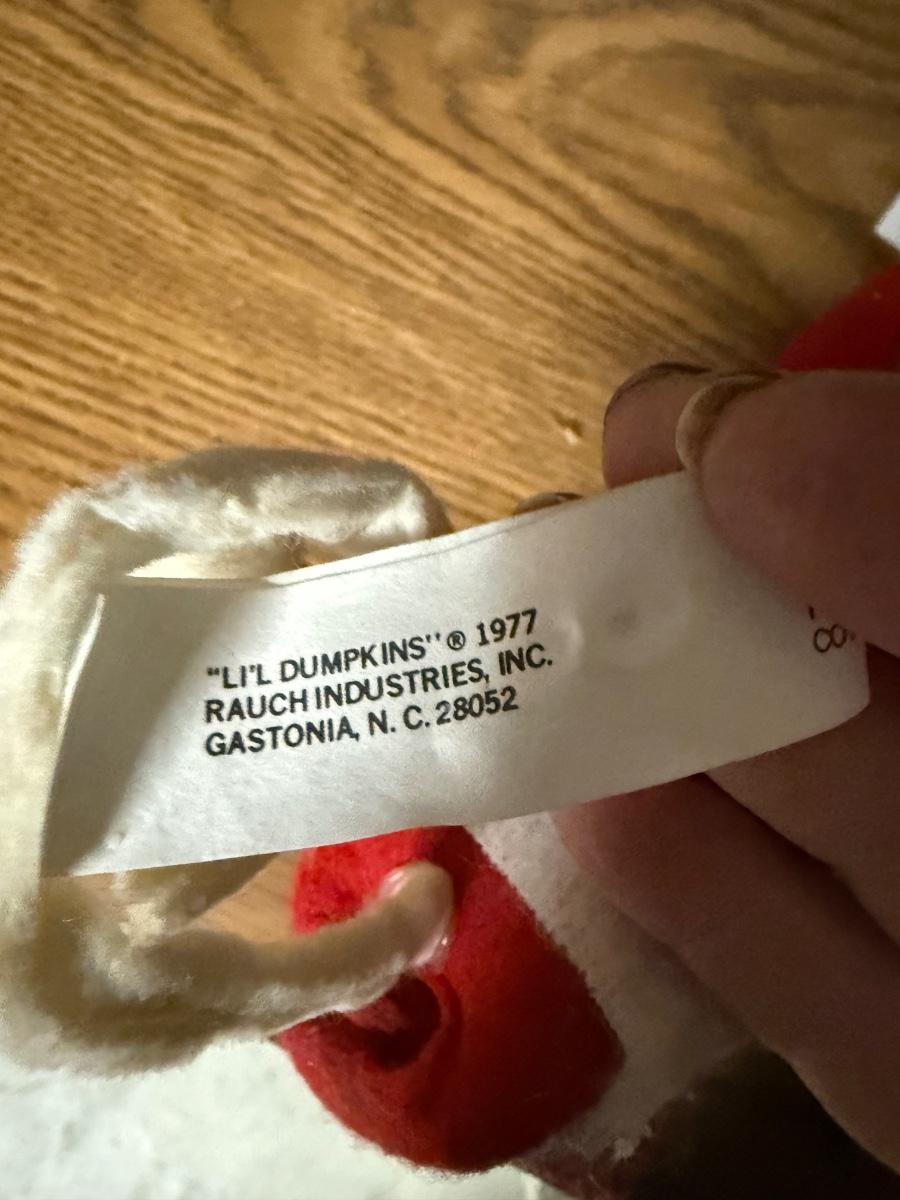 "LI'L DUMPKINS" ® 1977
RAUCH INDUSTRIES, INC.
GASTONIA, N. C. 28052